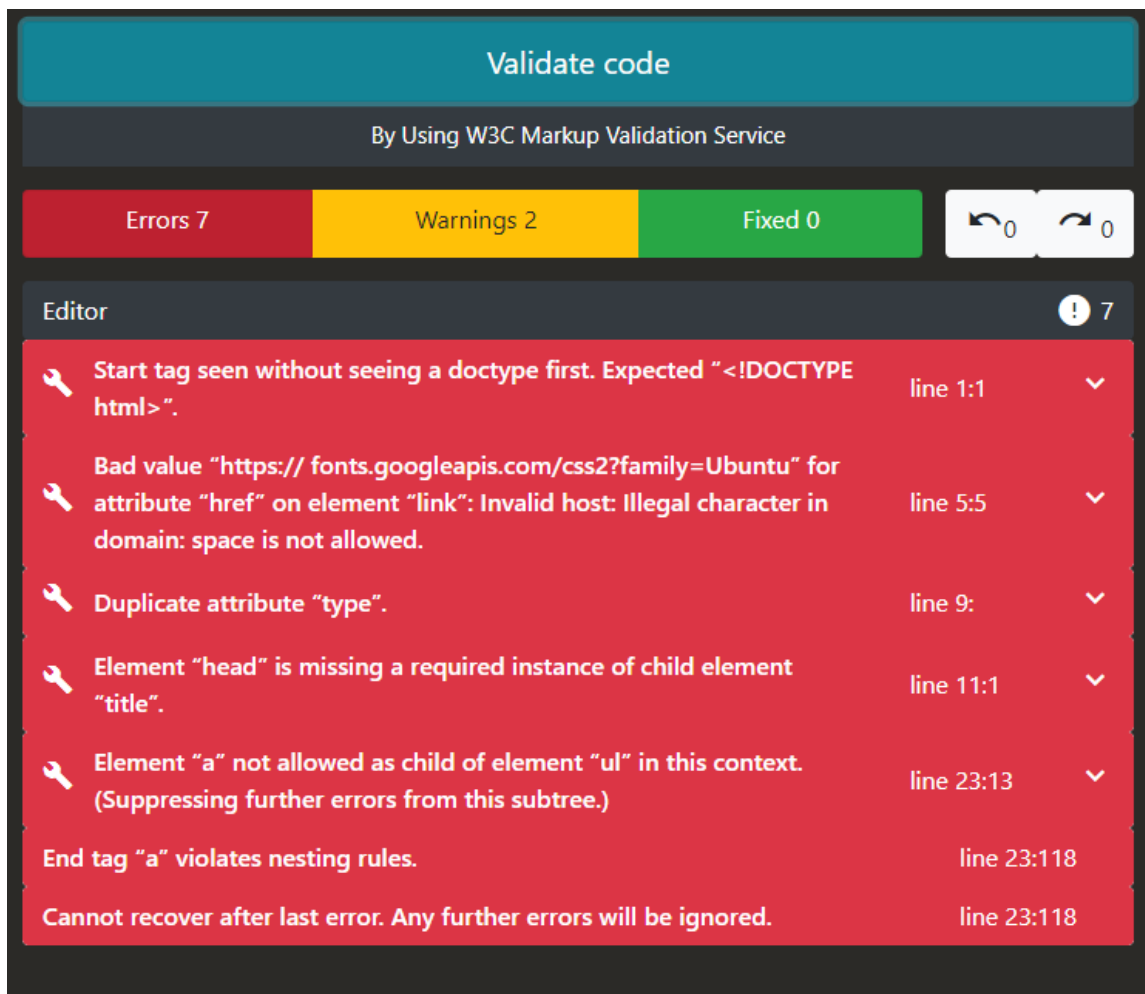 Validate code
By Using W3C Markup Validation Service
Errors 7
Warnings 2
Fixed 0
0
0
Editor
! 7
Start tag seen without seeing a doctype first. Expected “<!DOCTYPE
html>”.
line 1:1
Bad value “https:// fonts.googleapis.com/css2?family=Ubuntu” for
attribute “href” on element “link”: Invalid host: Illegal character in
domain: space is not allowed.
line 5:5
Duplicate attribute “type”.
line 9:
Element “head” is missing a required instance of child element
“title”.
line 11:1
Element “a” not allowed as child of element “ul” in this context.
(Suppressing further errors from this subtree.)
line 23:13
End tag “a” violates nesting rules.
line 23:118
Cannot recover after last error. Any further errors will be ignored.
line 23:118